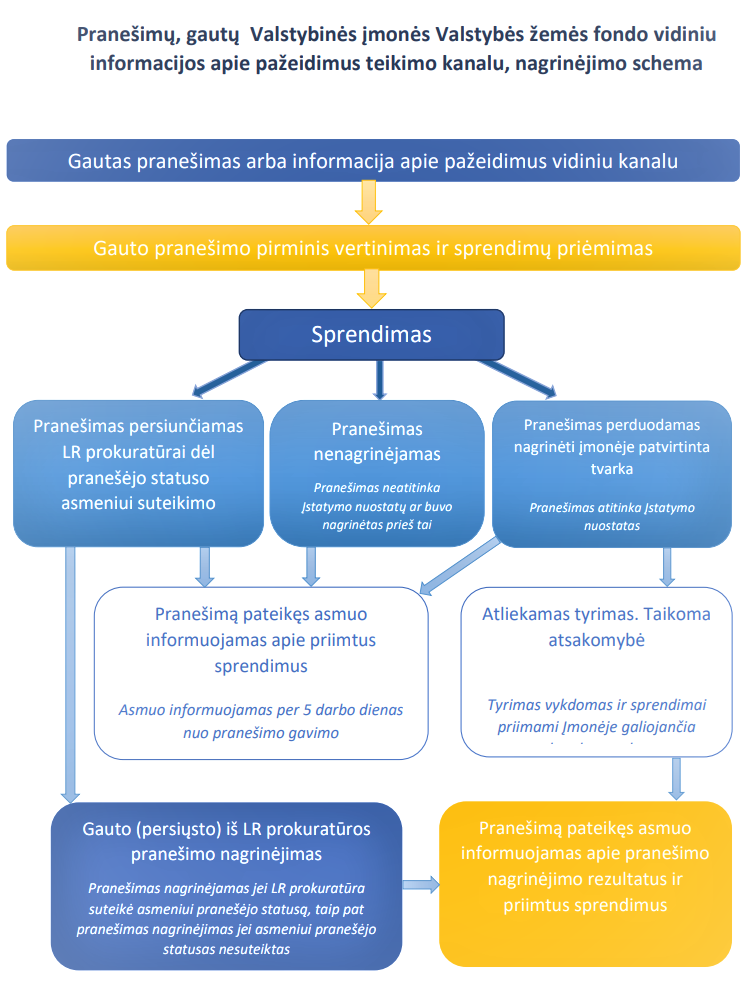 Pranešimų, gautų Valstybinės įmonės Valstybės žemės fondo vidiniu
informacijos apie pažeidimus teikimo kanalu, nagrinėjimo schema
Gautas pranešimas arba informacija apie pažeidimus vidiniu kanalu
Gauto pranešimo pirminis vertinimas ir sprendimų priėmimas
Sprendimas
Pranešimas persiunčiamas
LR prokuratūrai dėl
pranešėjo statuso
asmeniui suteikimo
Pranešimas
nenagrinėjamas
Pranešimas neatitinka
Įstatymo nuostatų ar buvo
nagrinėtas prieš tai
Pranešimas perduodamas
nagrinėti įmonėje patvirtinta
tvarka
Pranešimas atitinka Įstatymo
nuostatas
Pranešimą pateikęs asmuo
informuojamas apie priimtus
sprendimus
Asmuo informuojamas per 5 darbo dienas
nuo pranešimo gavimo
Atliekamas tyrimas. Taikoma
atsakomybė
Tyrimas vykdomas ir sprendimai
priimami Įmonėje galiojančia
Gauto (persiųsto) iš LR prokuratūros
pranešimo nagrinėjimas
Pranešimas nagrinėjamas jei LR prokuratūra
suteikė asmeniui pranešėjo statusą, taip pat
pranešimas nagrinėjimas jei asmeniui pranešėjo
statusas nesuteiktas
Pranešimą pateikęs asmuo
informuojamas apie pranešimo
nagrinėjimo rezultatus ir
priimtus sprendimus